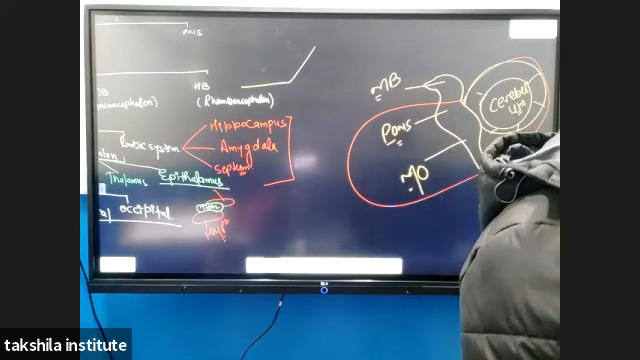 PONS
HB
(Rhombencephalon)
Limbic system
Hippocampus
Amygdala
septum
Thalamus Epithalamus
occipital
MB
PONS
MO
Cerebellum
takshila institute